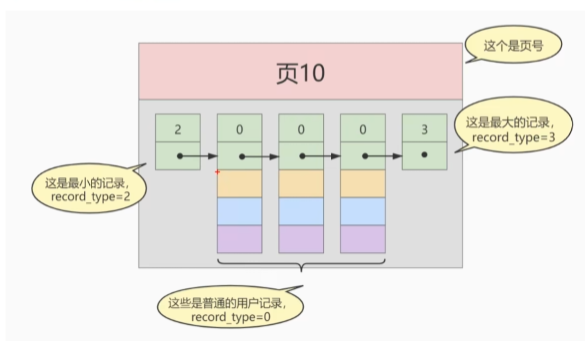 这个是页号
页10
2 0 0 0 3
这是最大的记录，
record_type=3
这是最小的记录，
record_type=2
这些是普通的用户记录，
record_type=0